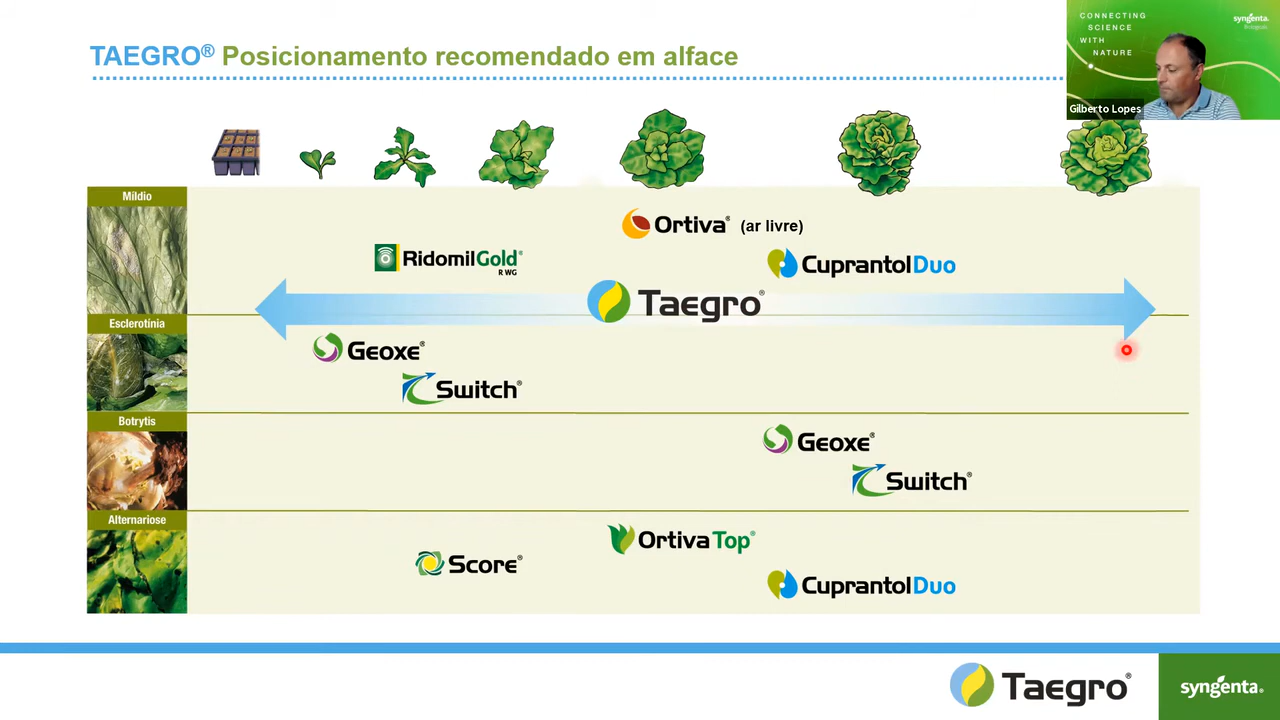 TAEGRO® Posicionamento recomendado em alface
CONNECTING
SCIENCE
WITH
NATURE
syngenta.
Gilberto Lopes
Míldio
Ortiva® (ar livre)
RidomilGold®
R WG
CuprantolDuo
Taegro®
Esclerotínia
Geoxe®
Switch®
Botrytis
Geoxe®
Switch®
Alternariose
OrtivaTop®
Score®
CuprantolDuo
Taegro®
syngenta®